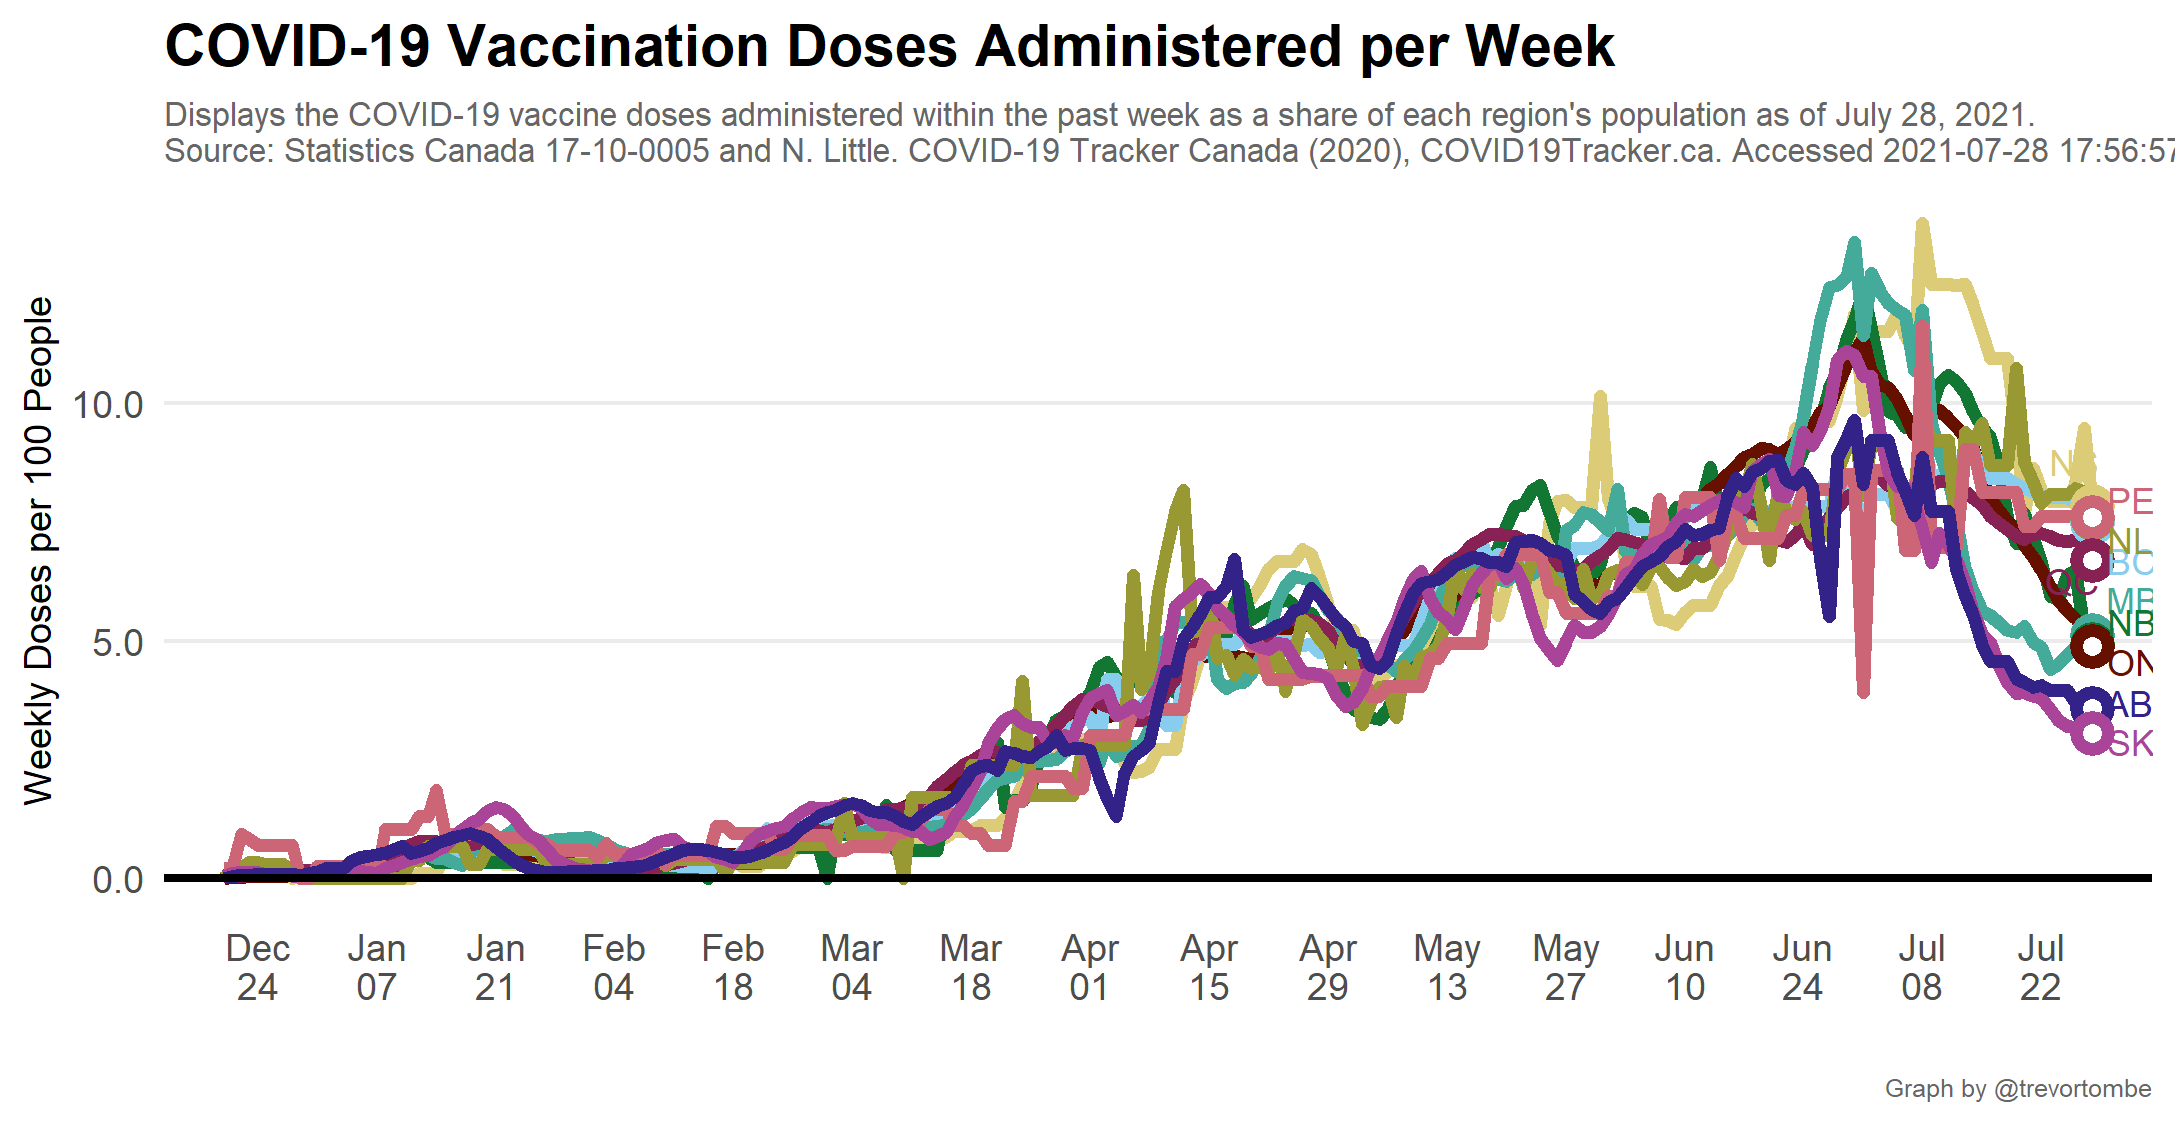 COVID-19 Vaccination Doses Administered per Week
Displays the COVID-19 vaccine doses administered within the past week as a share of each region's population as of July 28, 2021.
Source: Statistics Canada 17-10-0005 and N. Little. COVID-19 Tracker Canada (2020), COVID19Tracker.ca. Accessed 2021-07-28 17:56:57
Weekly Doses per 100 People
10.0
5.0
0.0
PE
NL
BC
QC
MB
NB
ON
AB
SK
Dec 24
Jan 07
Jan 21
Feb 04
Feb 18
Mar 04
Mar 18
Apr 01
Apr 15
Apr 29
May 13
May 27
Jun 10
Jun 24
Jul 08
Jul 22
Graph by @trevortombe